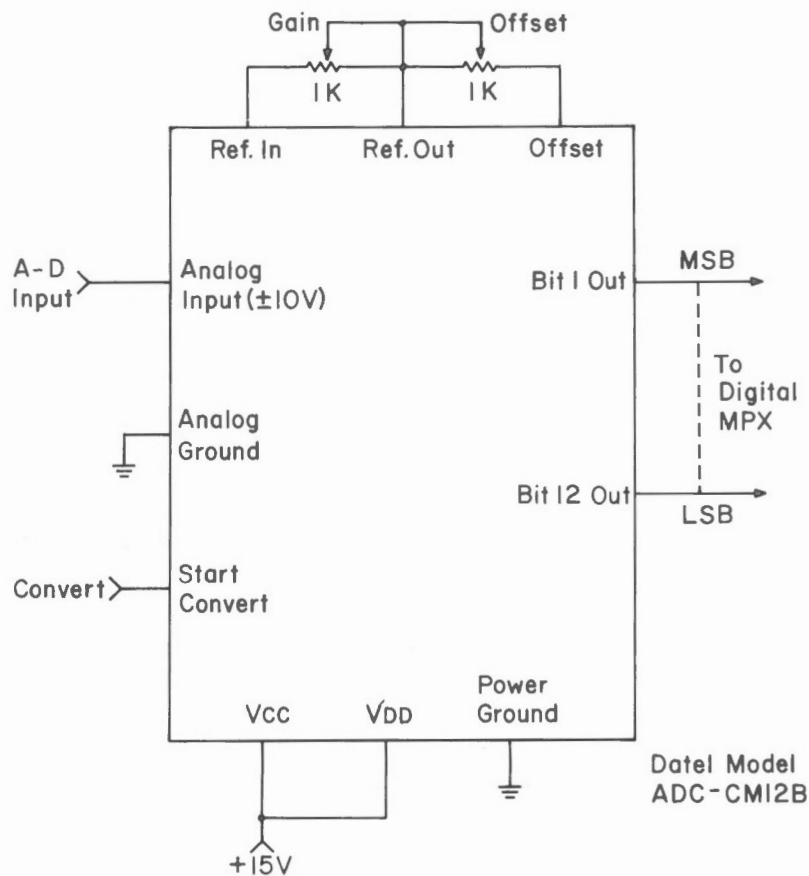 Gain
Offset
1K
1K
Ref. In
Ref. Out
Offset
A-D
Input
Analog
Input (±10V)
Bit 1 Out
MSB
To
Digital
MPX
Analog
Ground
Bit 12 Out
LSB
Convert
Start
Convert
VCC
VDD
Power
Ground
+15V
Datel Model
ADC-CM12B